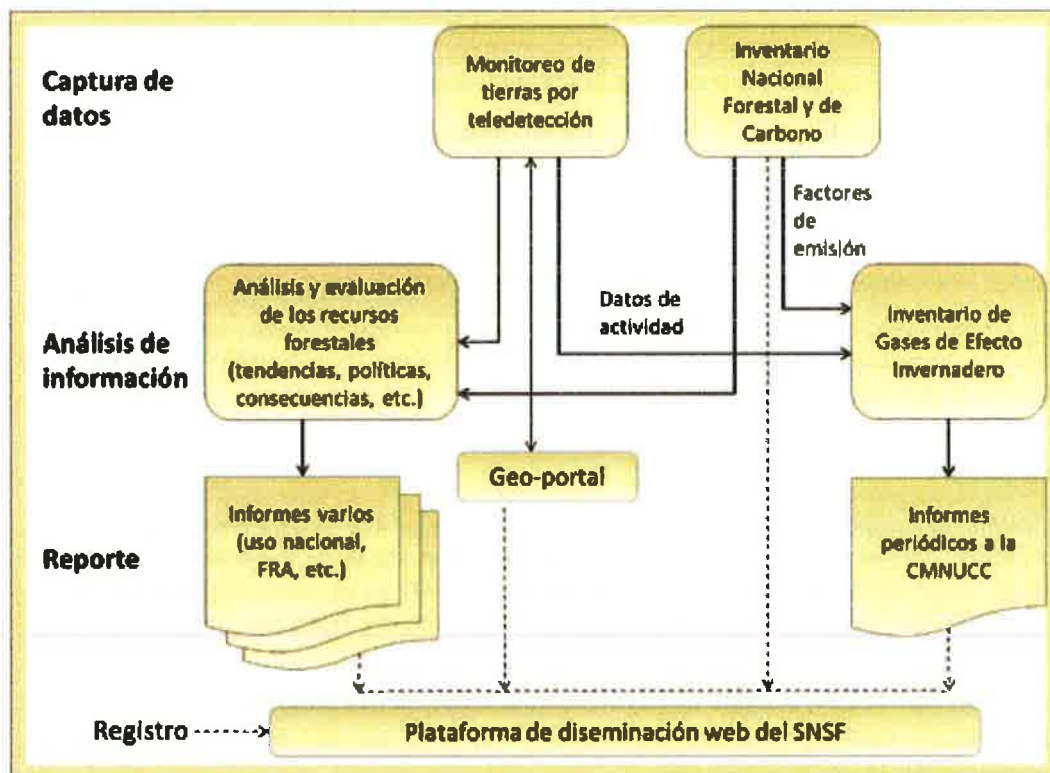 Captura de
datos
Monitoreo de
tierras por
teledetección
Inventario
Nacional
Forestal y de
Carbono
Factores
de
emisión
Análisis de
información
Análisis y evaluación
de los recursos
forestales
(tendencias, políticas,
consecuencias, etc.)
Datos de
actividad
Inventario de
Gases de Efecto
Invernadero
Geo-portal
Reporte
Informes varios
(uso nacional,
FRA, etc.)
Informes
periódicos a la
CMNUCC
Registro
Plataforma de diseminación web del SNSF